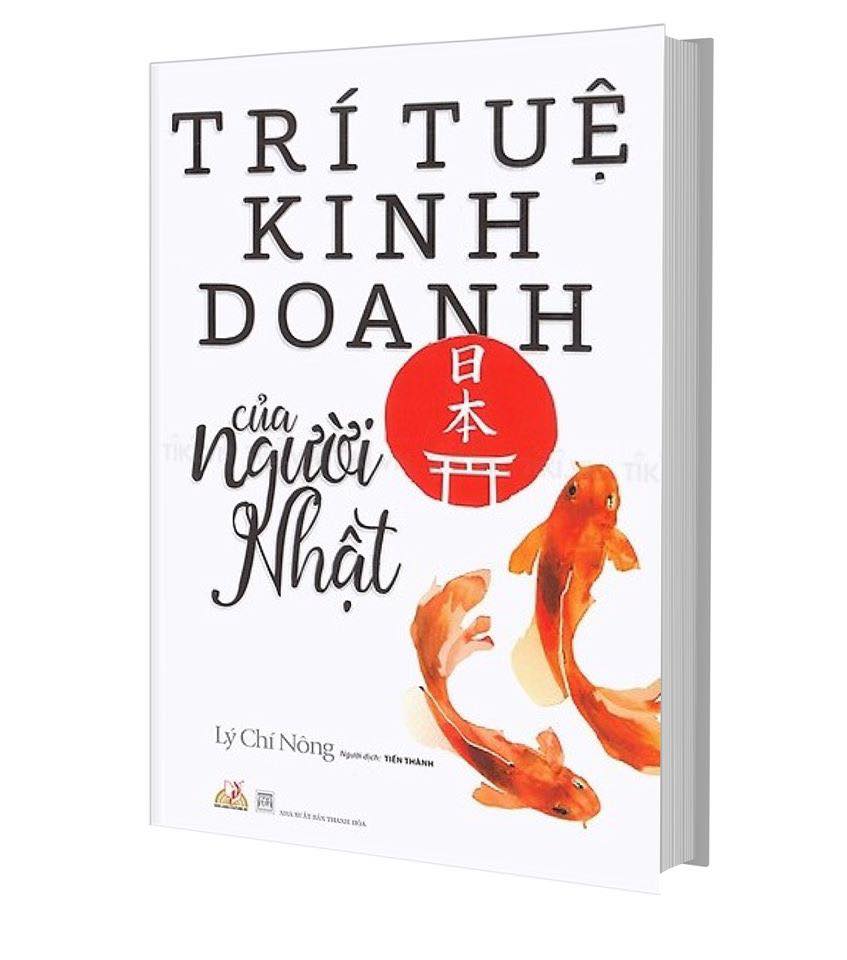 TRÍ TUỆ
KINH
DOANH
日
本
của
người
Nhật
Lý Chí Nông
Người dịch: TIẾN THÀNH
NHÀ XUẤT BẢN THANH HÓA